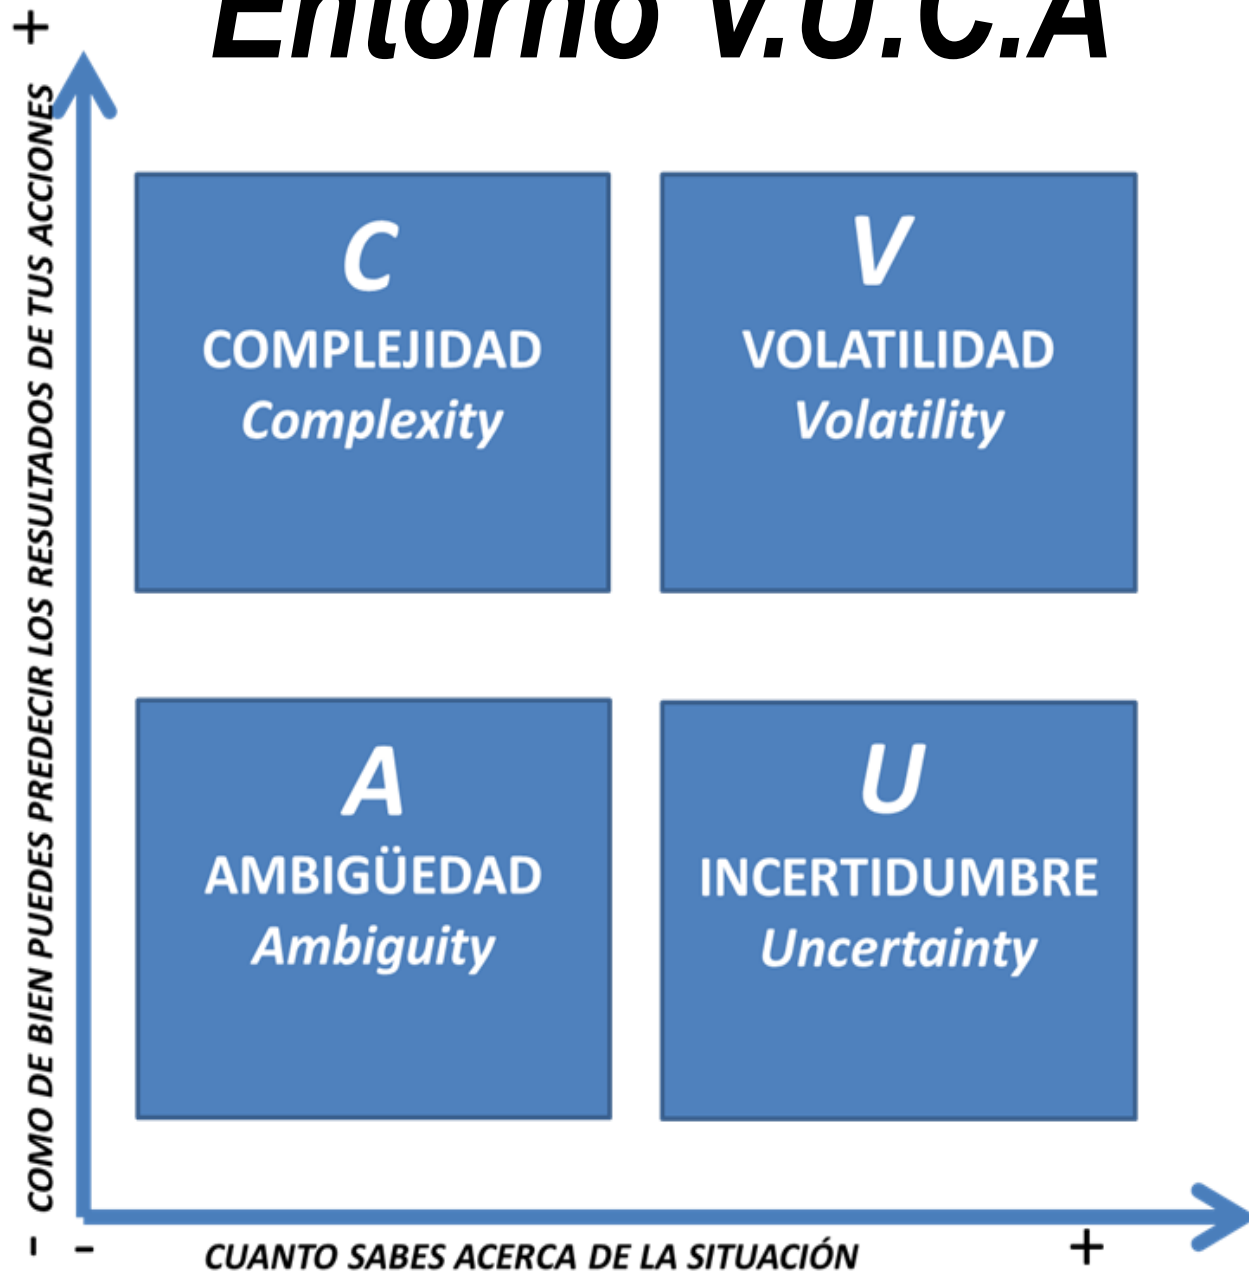 Entorno V.U.C.A
+
COMO DE BIEN PUEDES PREDECIR LOS RESULTADOS DE TUS ACCIONES
-
C
COMPLEJIDAD
Complexity
V
VOLATILIDAD
Volatility
A
AMBIGÜEDAD
Ambiguity
U
INCERTIDUMBRE
Uncertainty
-
CUANTO SABES ACERCA DE LA SITUACIÓN
+